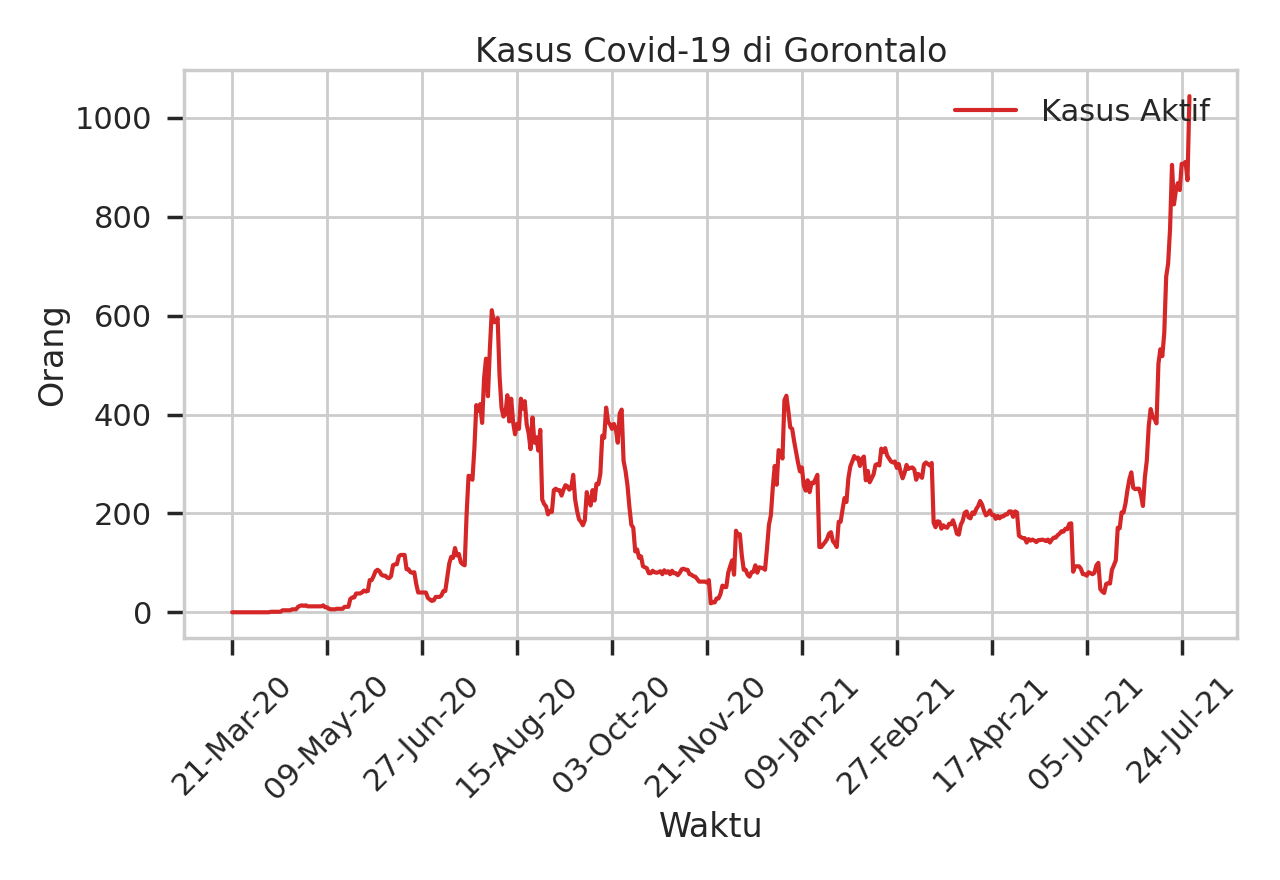 Kasus Covid-19 di Gorontalo
Kasus Aktif
Orang
1000
800
600
400
200
0
21-Mar-20
09-May-20
27-Jun-20
15-Aug-20
03-Oct-20
21-Nov-20
09-Jan-21
27-Feb-21
17-Apr-21
05-Jun-21
24-Jul-21
Waktu